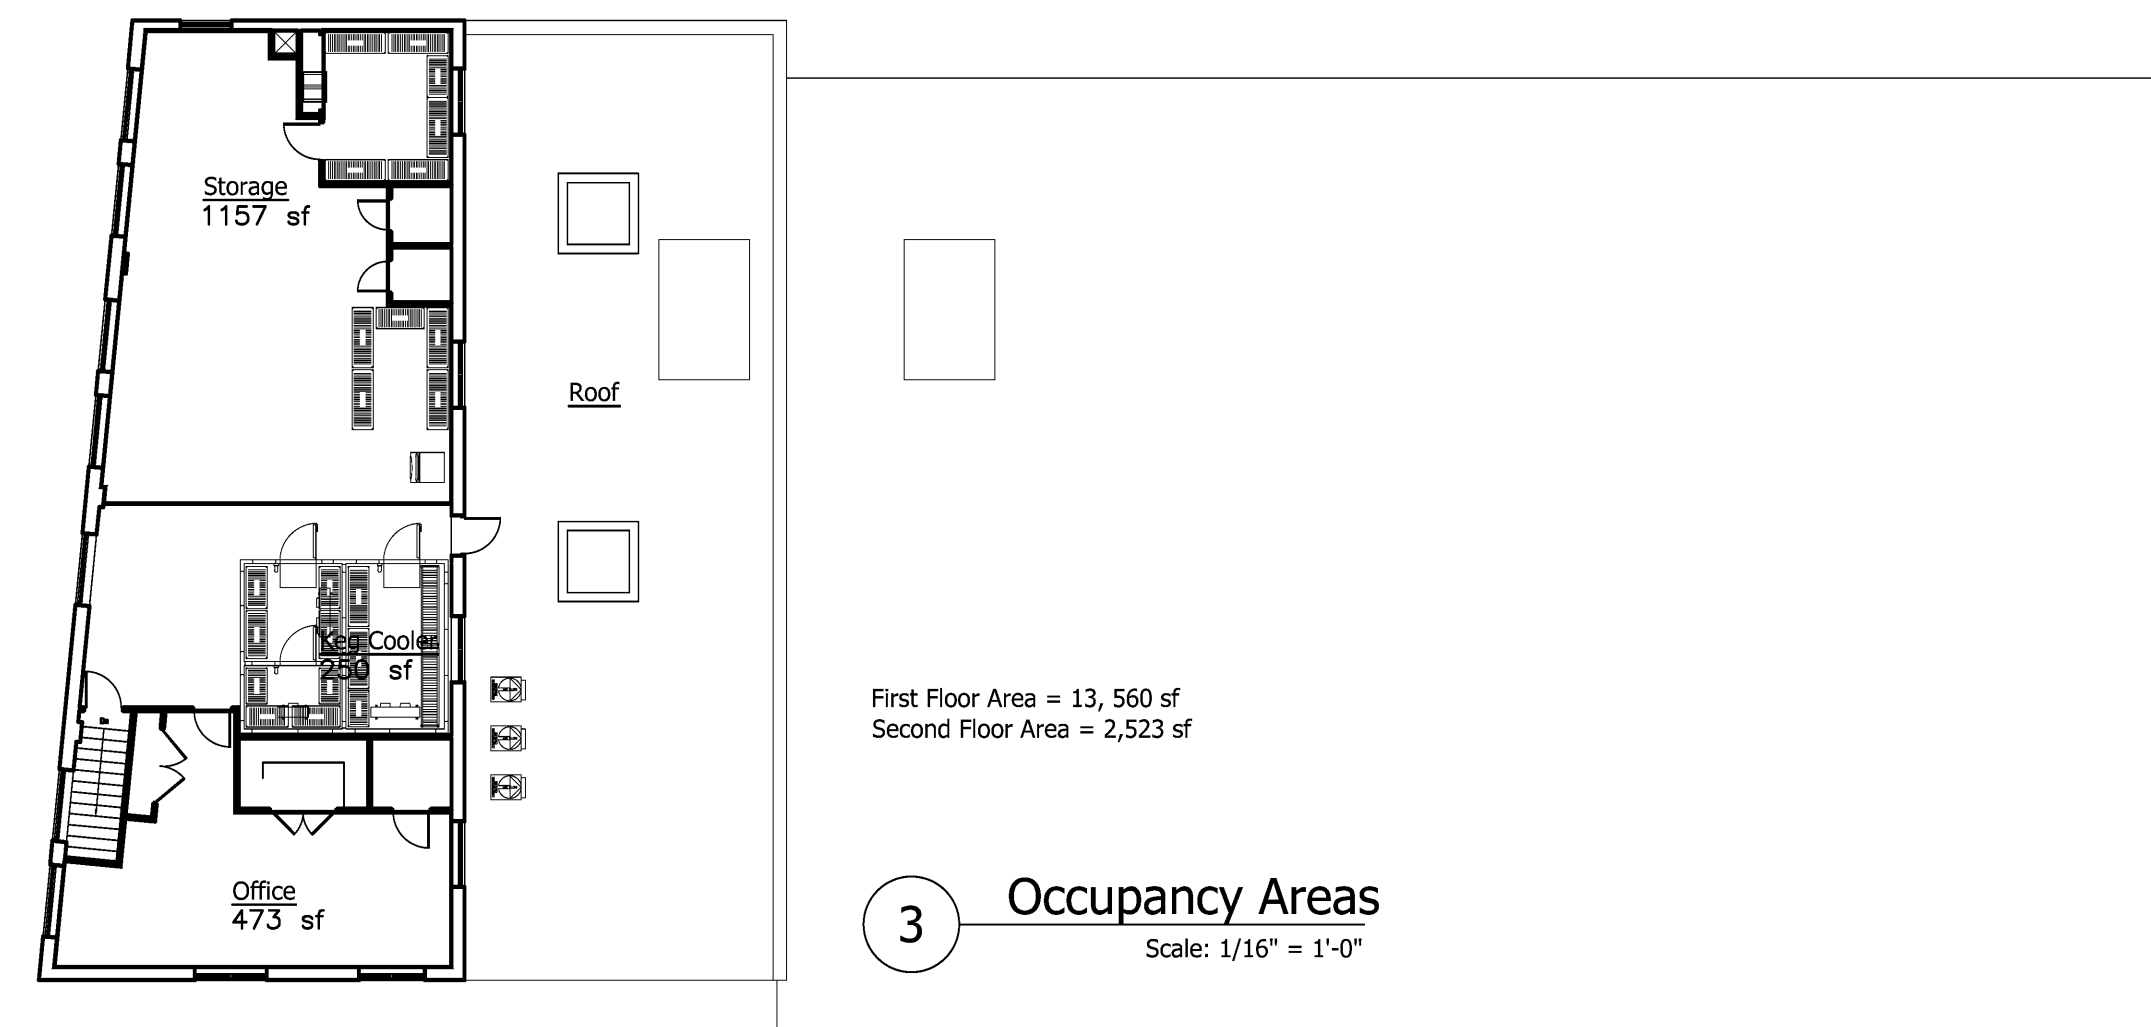 Storage
1157 sf
Roof
Keg Cooler
250 sf
First Floor Area = 13, 560 sf
Second Floor Area = 2,523 sf
Dn
Office
473 sf
3
Occupancy Areas
Scale: 1/16" = 1'-0"